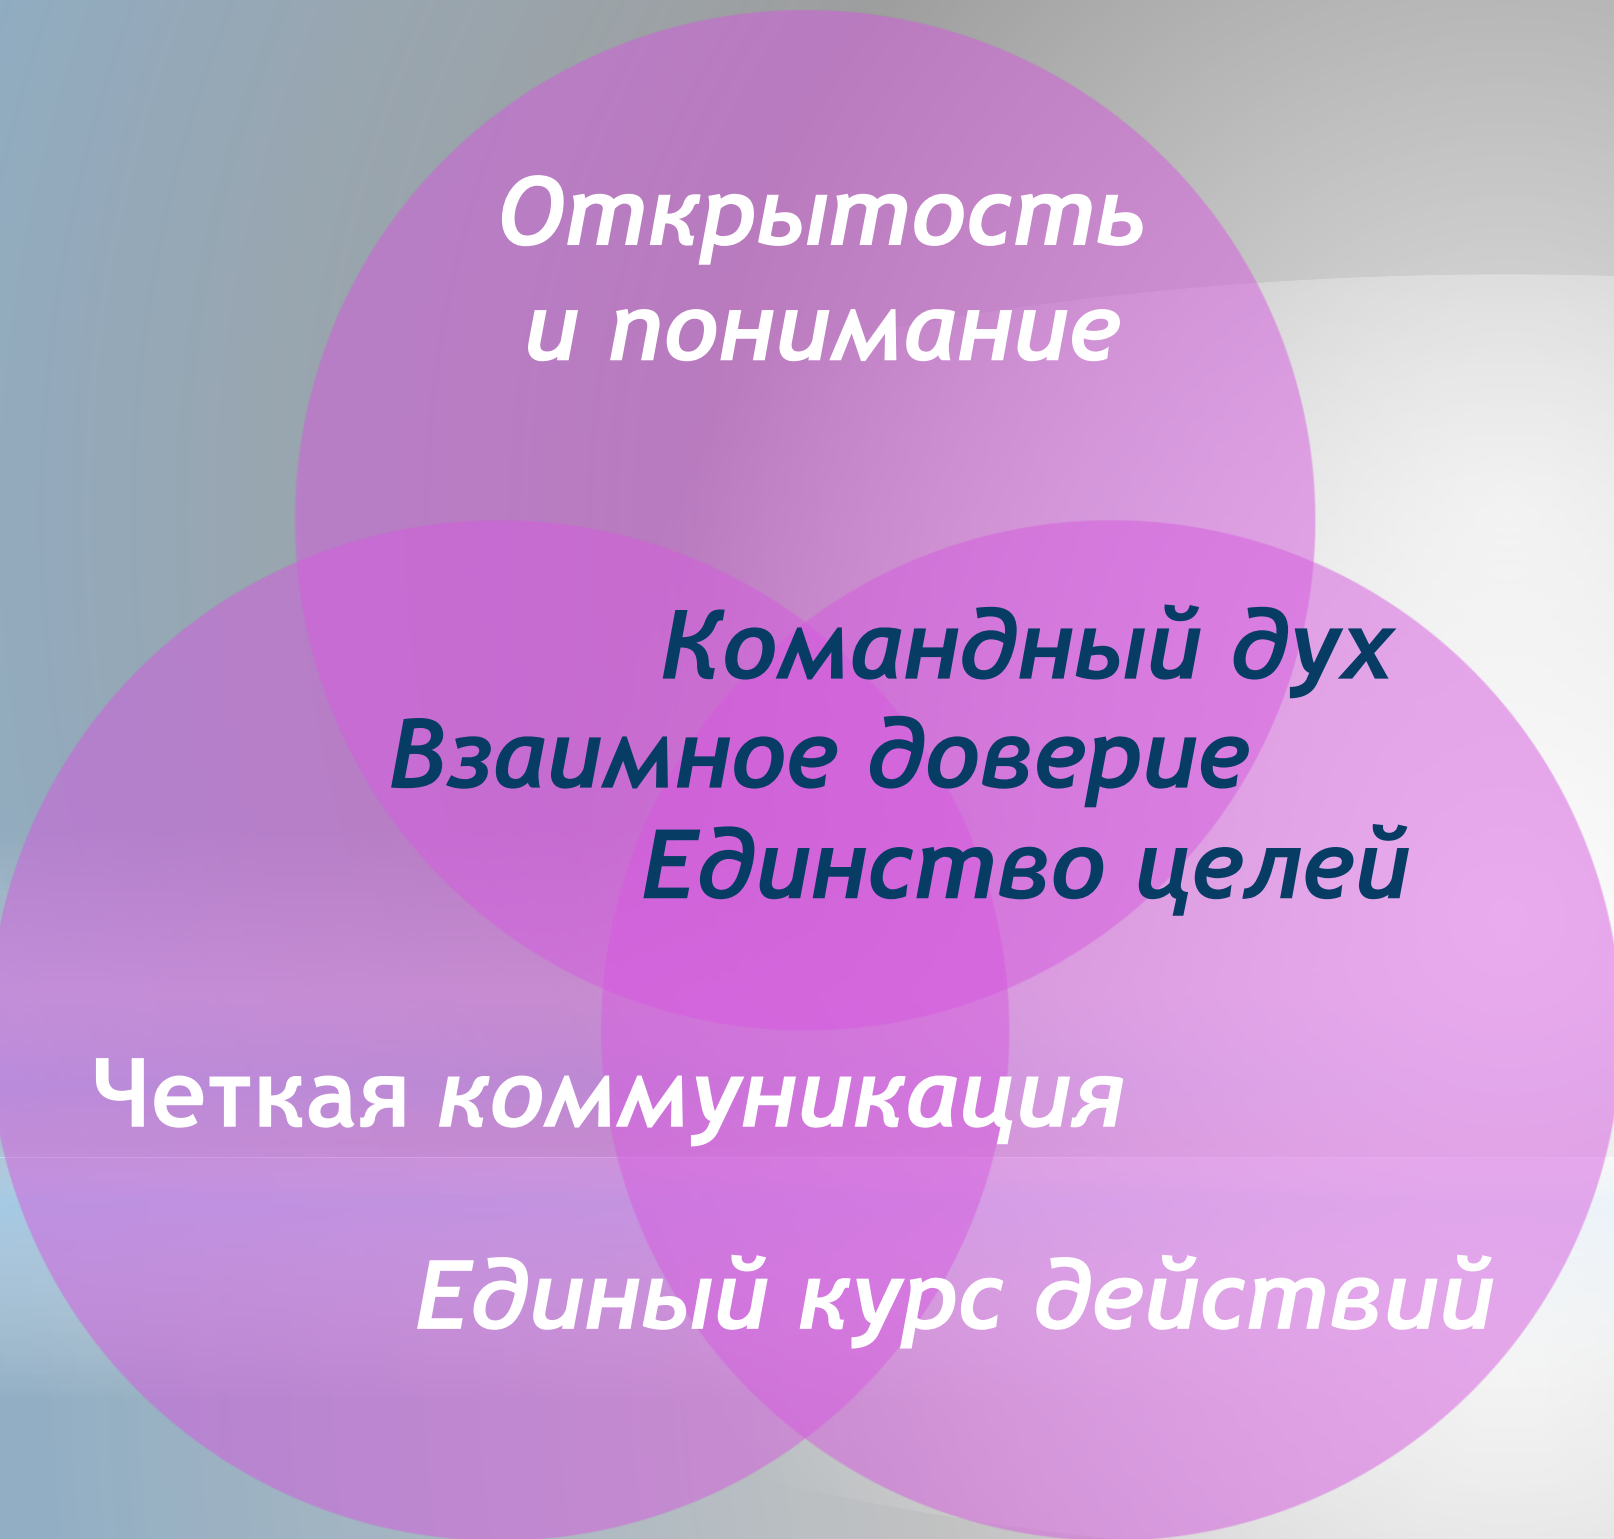 Открытость
и понимание
Командный дух
Взаимное доверие
Единство целей
Четкая коммуникация
Единый курс действий